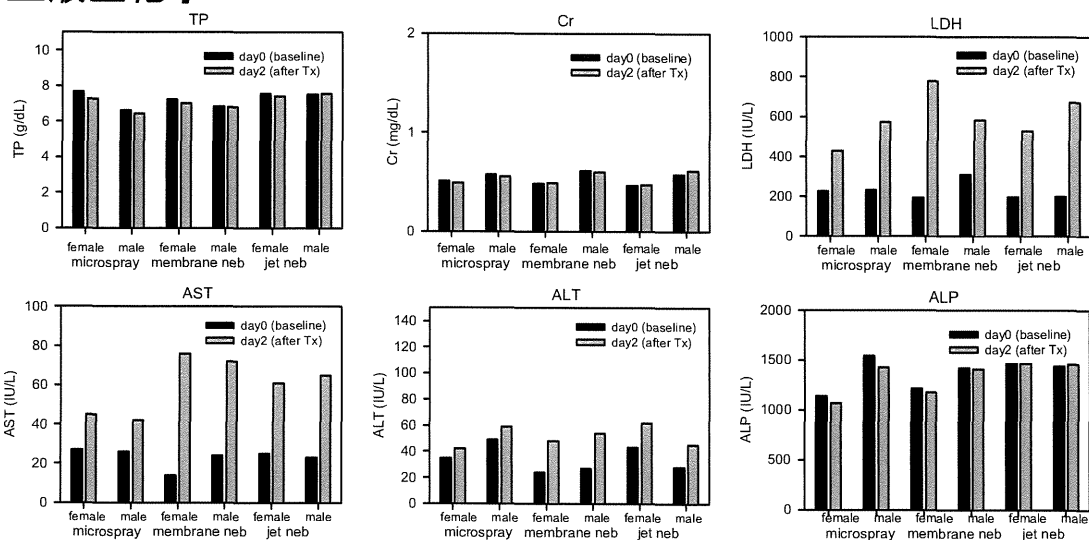 TP
TP (g/dL)
10
8
6
4
2
0
day0 (baseline)
day2 (after Tx)
female male female male female male
microspray membrane neb jet neb
Cr
Cr (mg/dL)
2
1
0
day0 (baseline)
day2 (after Tx)
female male female male female male
microspray membrane neb jet neb
LDH
LDH (IU/L)
1000
800
600
400
200
0
day0 (baseline)
day2 (after Tx)
female male female male female male
microspray membrane neb jet neb
AST
AST (IU/L)
100
80
60
40
20
0
day0 (baseline)
day2 (after Tx)
female male female male female male
microspray membrane neb jet neb
ALT
ALT (IU/L)
140
120
100
80
60
40
20
0
day0 (baseline)
day2 (after Tx)
female male female male female male
microspray membrane neb jet neb
ALP
ALP (IU/L)
2000
1500
1000
500
0
day0 (baseline)
day2 (after Tx)
female male female male female male
microspray membrane neb jet neb